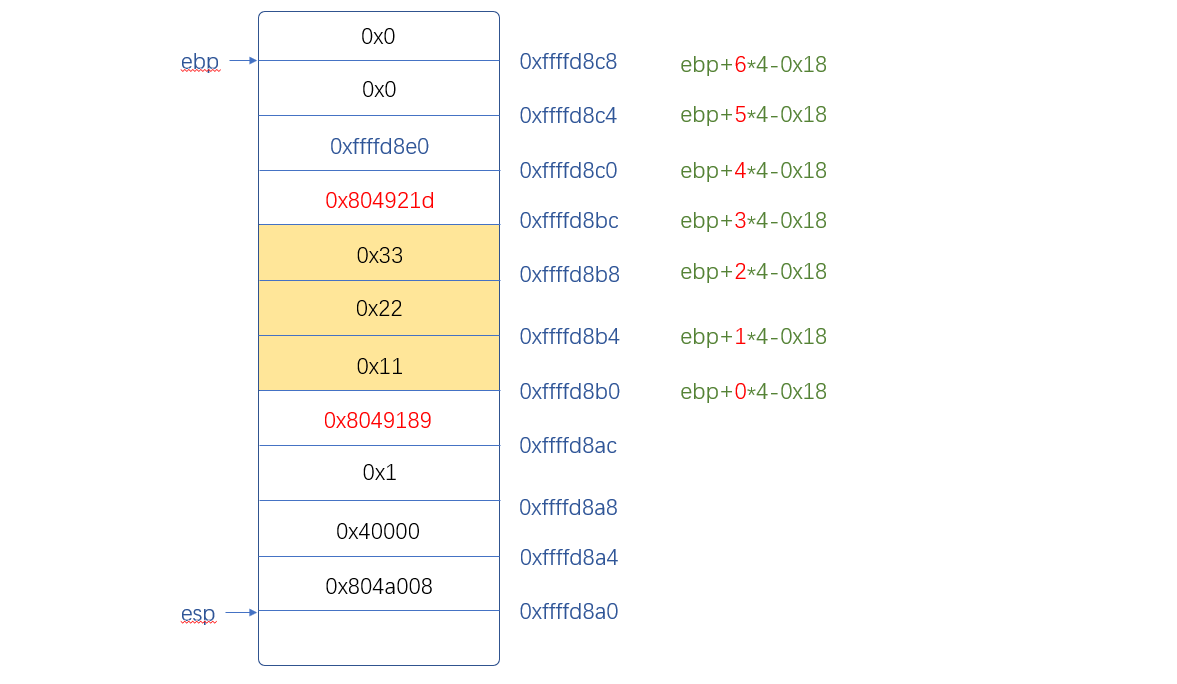 0x0
ebp 0xffffd8c8 ebp+6*4-0x18
0x0
0xffffd8c4 ebp+5*4-0x18
0xffffd8e0
0xffffd8c0 ebp+4*4-0x18
0x804921d
0xffffd8bc ebp+3*4-0x18
0x33
0xffffd8b8 ebp+2*4-0x18
0x22
0xffffd8b4 ebp+1*4-0x18
0x11
0xffffd8b0 ebp+0*4-0x18
0x8049189
0xffffd8ac
0x1
0xffffd8a8
0x40000
0xffffd8a4
0x804a008
esp 0xffffd8a0